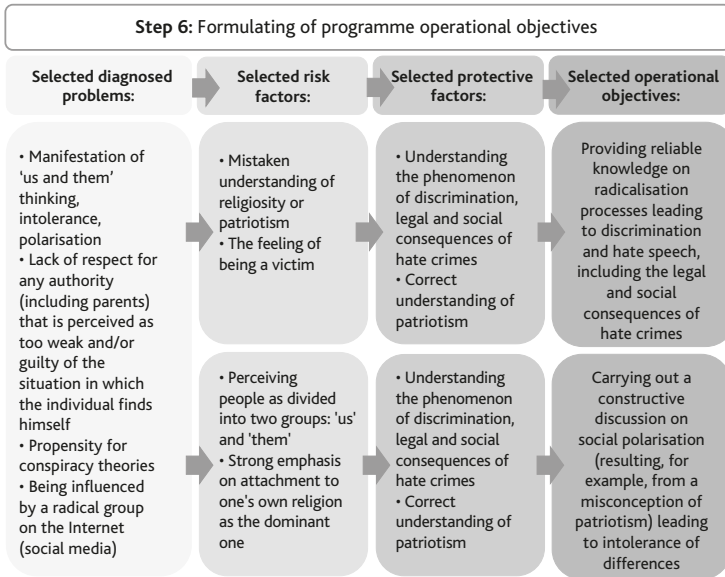 Step 6: Formulating of programme operational objectives
Selected diagnosed
problems:
Selected risk
factors:
Selected protective
factors:
Selected operational
objectives:
• Manifestation of
'us and them'
thinking,
intolerance,
polarisation
• Lack of respect for
any authority
(including parents)
that is perceived as
too weak and/or
guilty of the
situation in which
the individual finds
himself
• Propensity for
conspiracy theories
• Being influenced
by a radical group
on the Internet
(social media)
• Mistaken
understanding of
religiosity or
patriotism
• The feeling of
being a victim
• Understanding
the phenomenon
of discrimination,
legal and social
consequences of
hate crimes
• Correct
understanding of
patriotism
Providing reliable
knowledge on
radicalisation
processes leading
to discrimination
and hate speech,
including the legal
and social
consequences of
hate crimes
• Perceiving
people as divided
into two groups: 'us'
and 'them'
• Strong emphasis
on attachment to
one's own religion
as the dominant
one
• Understanding
the phenomenon
of discrimination,
legal and social
consequences of
hate crimes
• Correct
understanding of
patriotism
Carrying out a
constructive
discussion on
social polarisation
(resulting, for
example, from a
misconception of
patriotism) leading
to intolerance of
differences